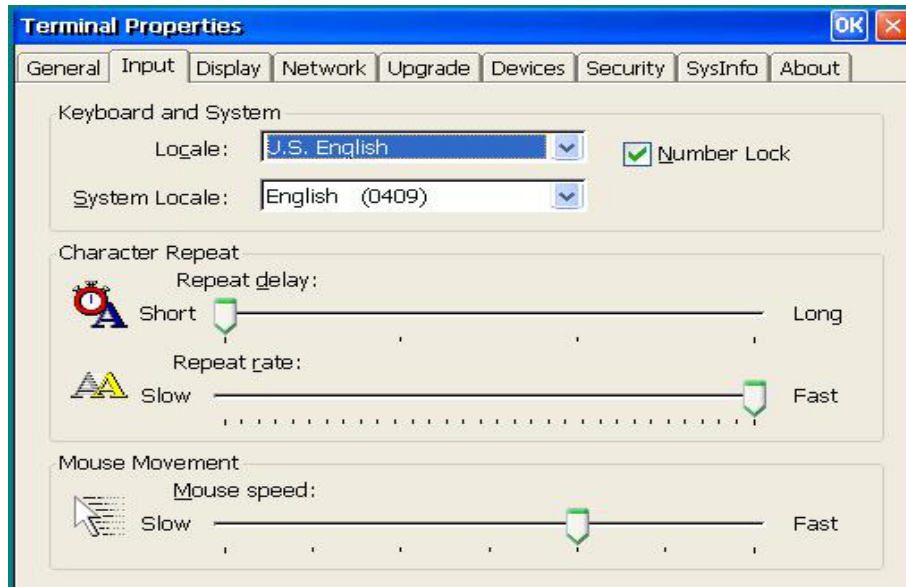 Terminal Properties OK
General Input Display Network Upgrade Devices Security SysInfo About
Keyboard and System
Locale: U.S. English Number Lock
System Locale: English (0409)
Character Repeat
Repeat delay:
Short Long
Repeat rate:
Slow Fast
Mouse Movement
Mouse speed:
Slow Fast